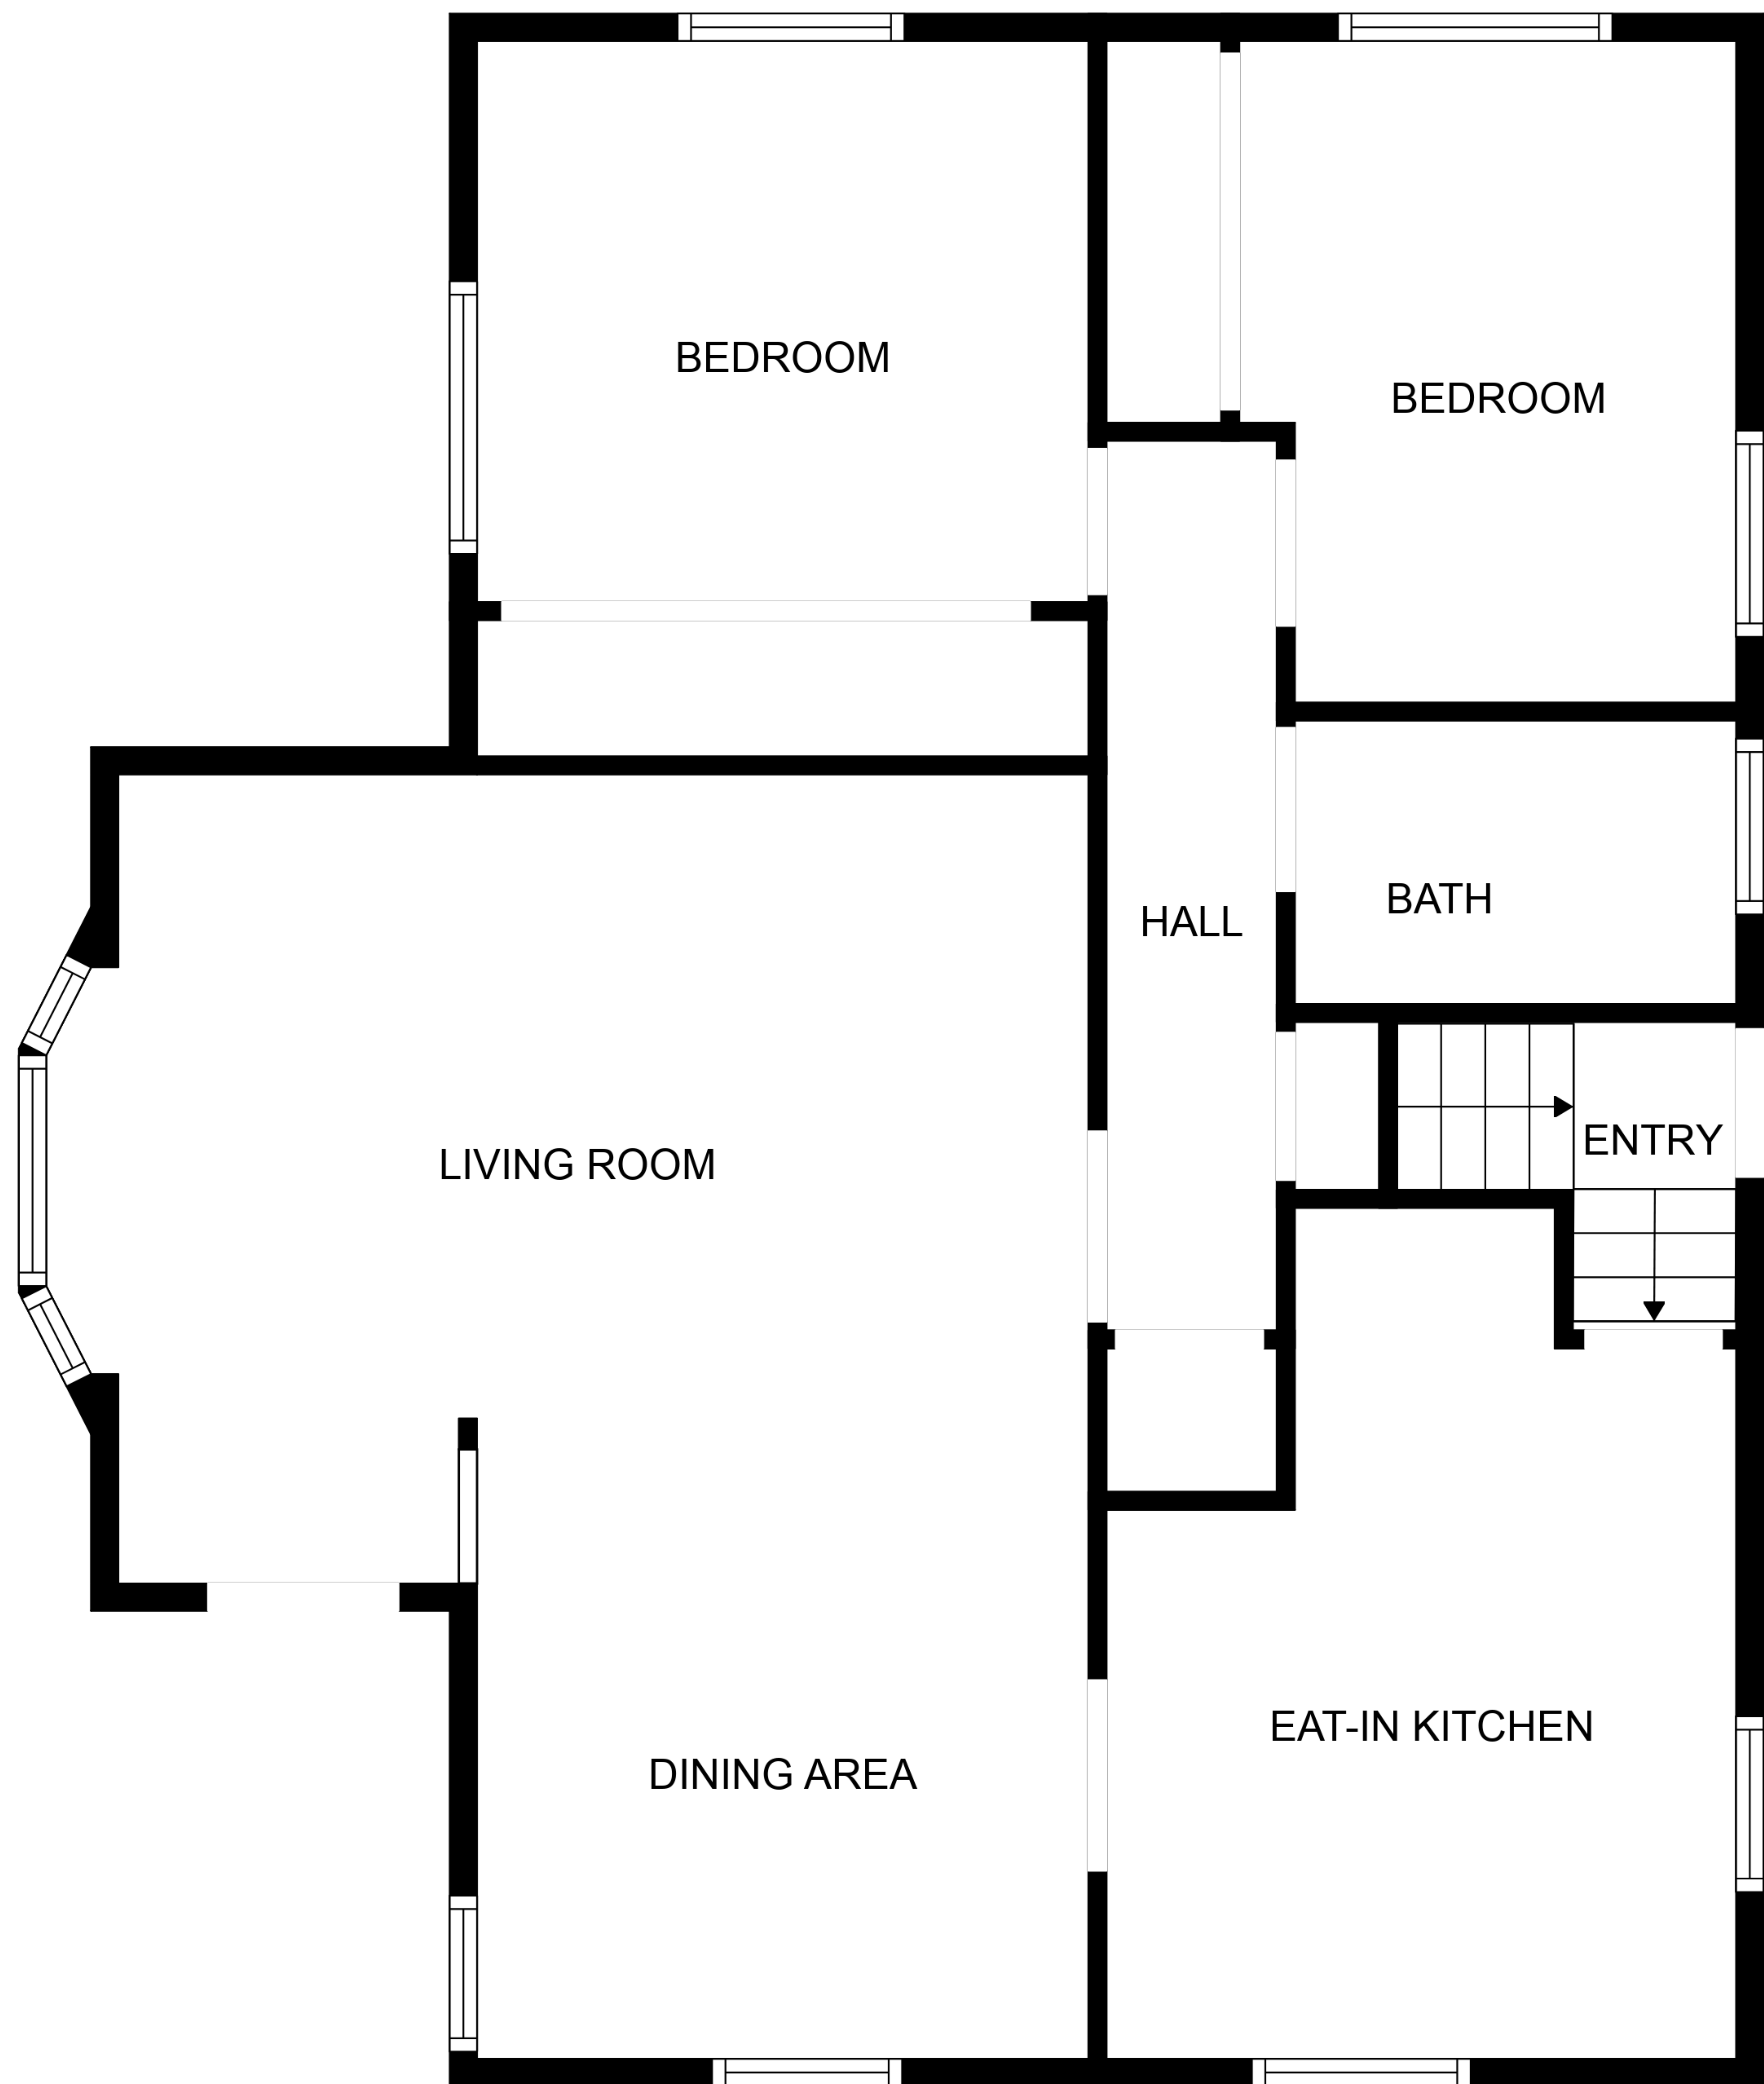 BEDROOM
BEDROOM
BATH
HALL
ENTRY
LIVING ROOM
EAT-IN KITCHEN
DINING AREA